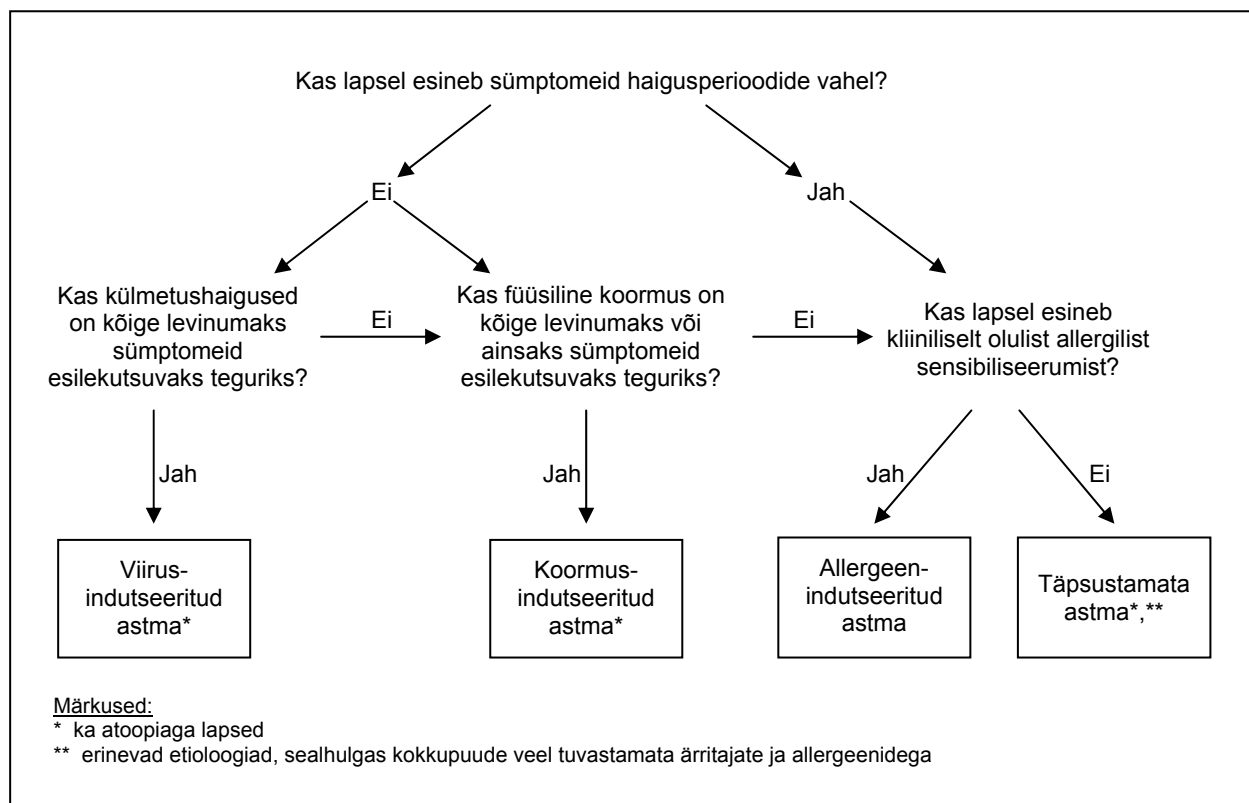 Kas lapsel esineb sümptomeid haigusperioodide vahel?
Ei
Jah
Kas külmetushaigused
on kõige levinumaks
sümptomeid
esilekutsuvaks teguriks?
Ei
Kas füüsiline koormus on
kõige levinumaks või
ainsaks sümptomeid
esilekutsuvaks teguriks?
Ei
Kas lapsel esineb
kliiniliselt olulist allergilist
sensibiliseerumist?
Jah
Jah
Jah
Ei
Viirus-
indutseeritud
astma*
Koormus-
indutseeritud
astma*
Allergeen-
indutseeritud
astma
Täpsustamata
astma*,**
Märkused:
* ka atoopiaga lapsed
** erinevad etioloogiad, sealhulgas kokkupuude veel tuvastamata ärritajate ja allergeenidega